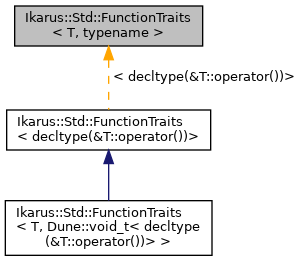 Ikarus::Std::FunctionTraits
< T, typename >
< decltype(&T::operator())>
Ikarus::Std::FunctionTraits
< decltype(&T::operator())>
Ikarus::Std::FunctionTraits
< T, Dune::void_t< decltype
(&T::operator())> >